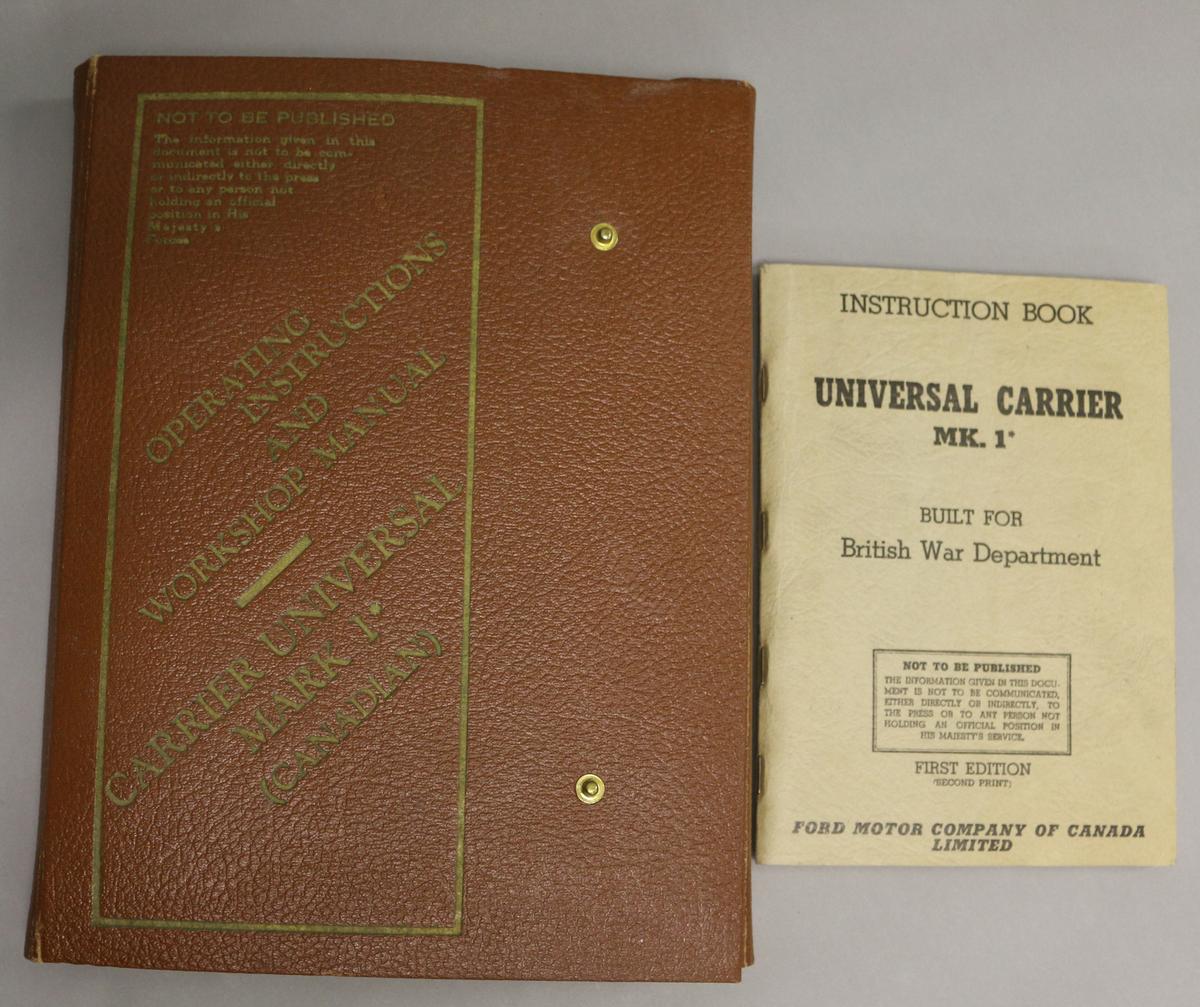 NOT TO BE PUBLISHED
The information given in this
document is not to be com-
municated either directly
or indirectly to the press
or to any person not
holding an official
position in His
Majesty's
Forces
OPERATING
INSTRUCTIONS
AND
WORKSHOP MANUAL
CARRIER UNIVERSAL
MARK I*
(CANADIAN)
INSTRUCTION BOOK
UNIVERSAL CARRIER
MK. 1*
BUILT FOR
British War Department
NOT TO BE PUBLISHED
THE INFORMATION GIVEN IN THIS DOCU-
MENT IS NOT TO BE COMMUNICATED,
EITHER DIRECTLY OR INDIRECTLY, TO
THE PRESS OR TO ANY PERSON NOT
HOLDING AN OFFICIAL POSITION IN
HIS MAJESTY'S SERVICE.
FIRST EDITION
(SECOND PRINT)
FORD MOTOR COMPANY OF CANADA
LIMITED